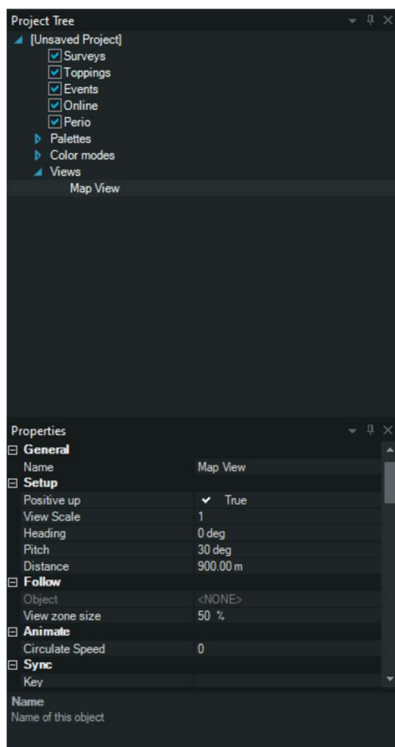 Project Tree
[Unsaved Project]
Surveys
Toppings
Events
Online
Perio
Palettes
Color modes
Views
Map View
Properties
General
Name Map View
Setup
Positive up True
View Scale 1
Heading 0 deg
Pitch 30 deg
Distance 900.00 m
Follow
Object <NONE>
View zone size 50 %
Animate
Circulate Speed 0
Sync
Key
Name
Name of this object